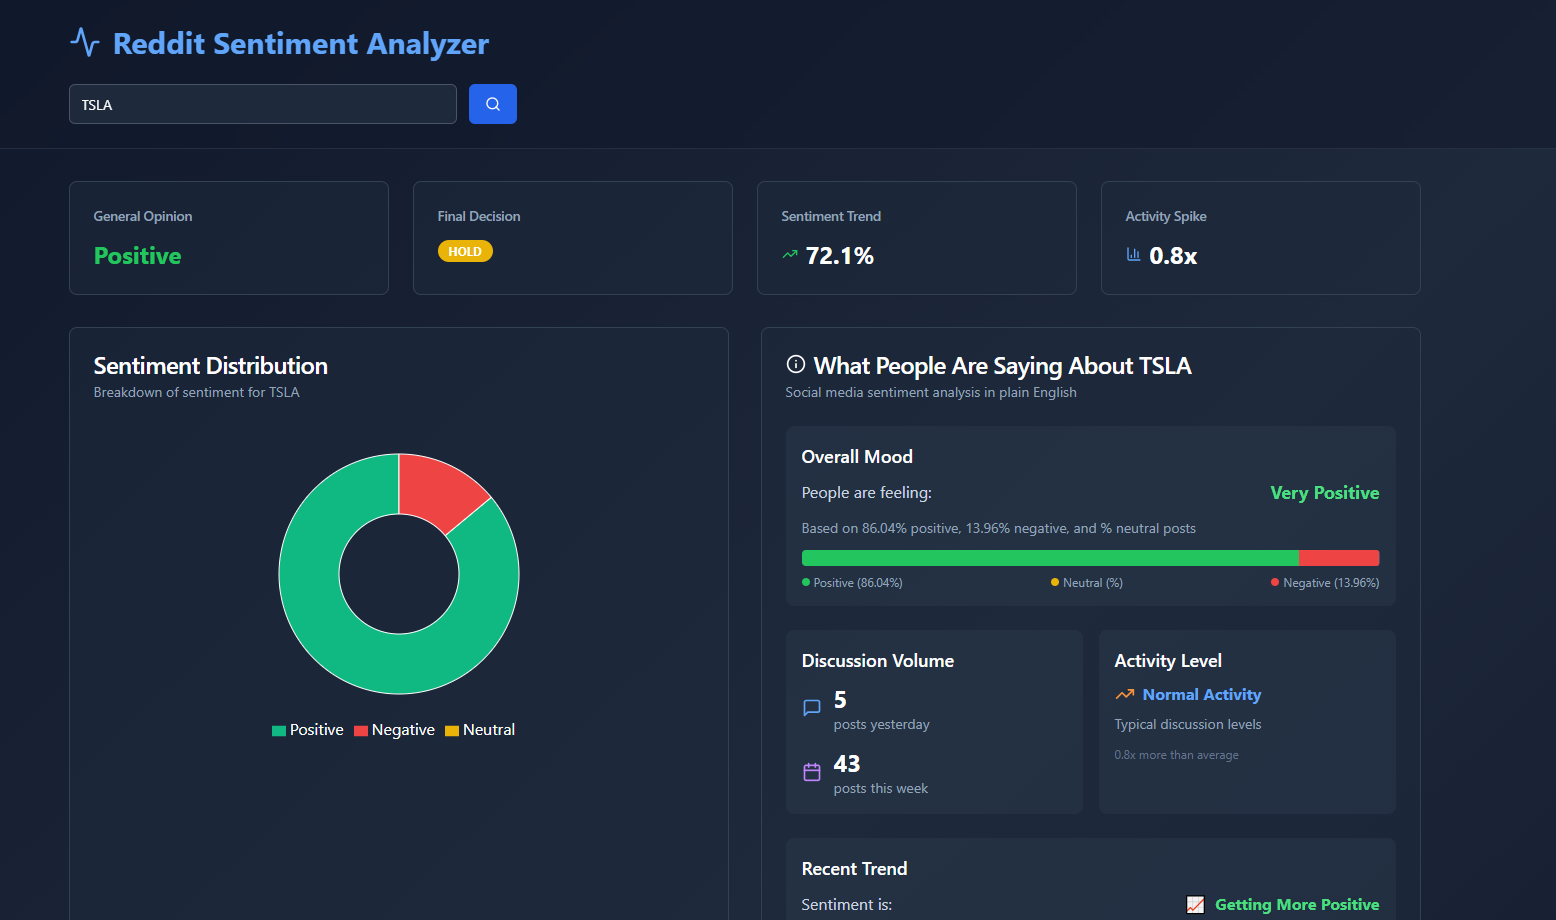 Reddit Sentiment Analyzer
TSLA
General Opinion
Positive
Final Decision
HOLD
Sentiment Trend
72.1%
Activity Spike
0.8x
Sentiment Distribution
Breakdown of sentiment for TSLA
Positive Negative Neutral
What People Are Saying About TSLA
Social media sentiment analysis in plain English
Overall Mood
People are feeling: Very Positive
Based on 86.04% positive, 13.96% negative, and % neutral posts
Positive (86.04%) Neutral (%) Negative (13.96%)
Discussion Volume
5
posts yesterday
43
posts this week
Activity Level
Normal Activity
Typical discussion levels
0.8x more than average
Recent Trend
Sentiment is: Getting More Positive